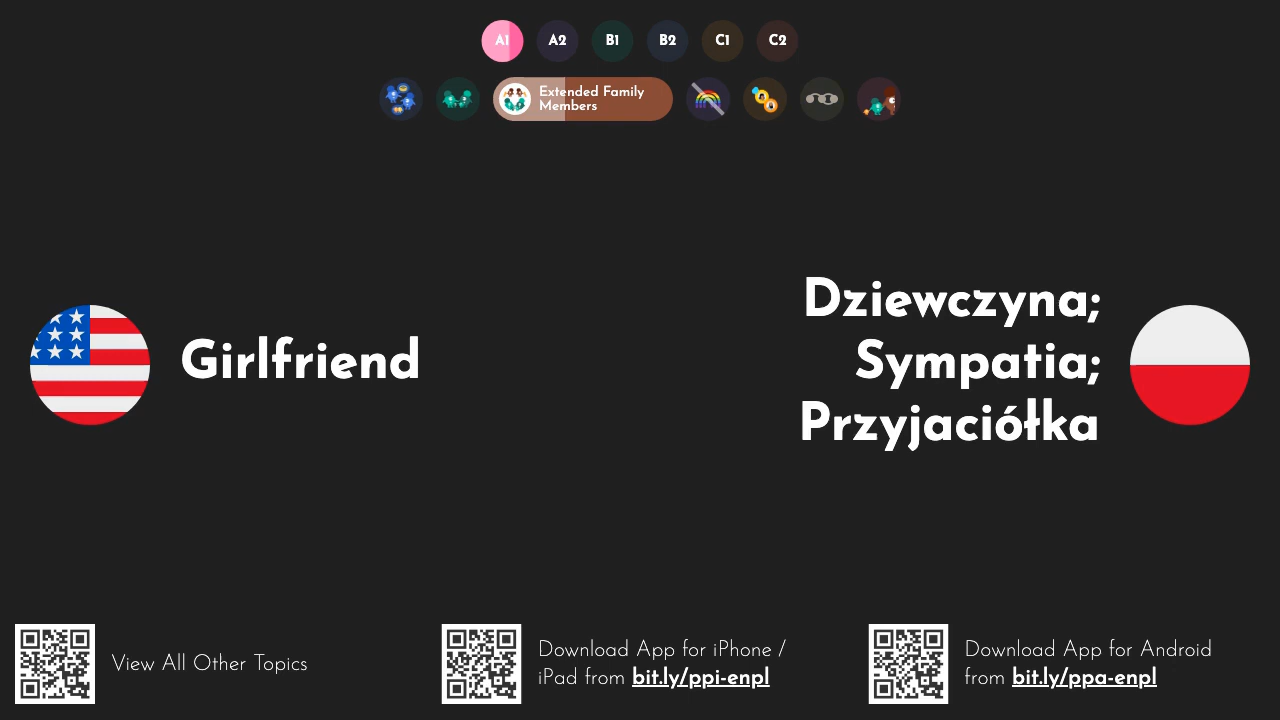 A1 A2 B1 B2 C1 C2
Extended Family
Members
Girlfriend
Dziewczyna;
Sympatia;
Przyjaciółka
View All Other Topics
Download App for iPhone /
iPad from bit.ly/ppi-enpl
Download App for Android
from bit.ly/ppa-enpl